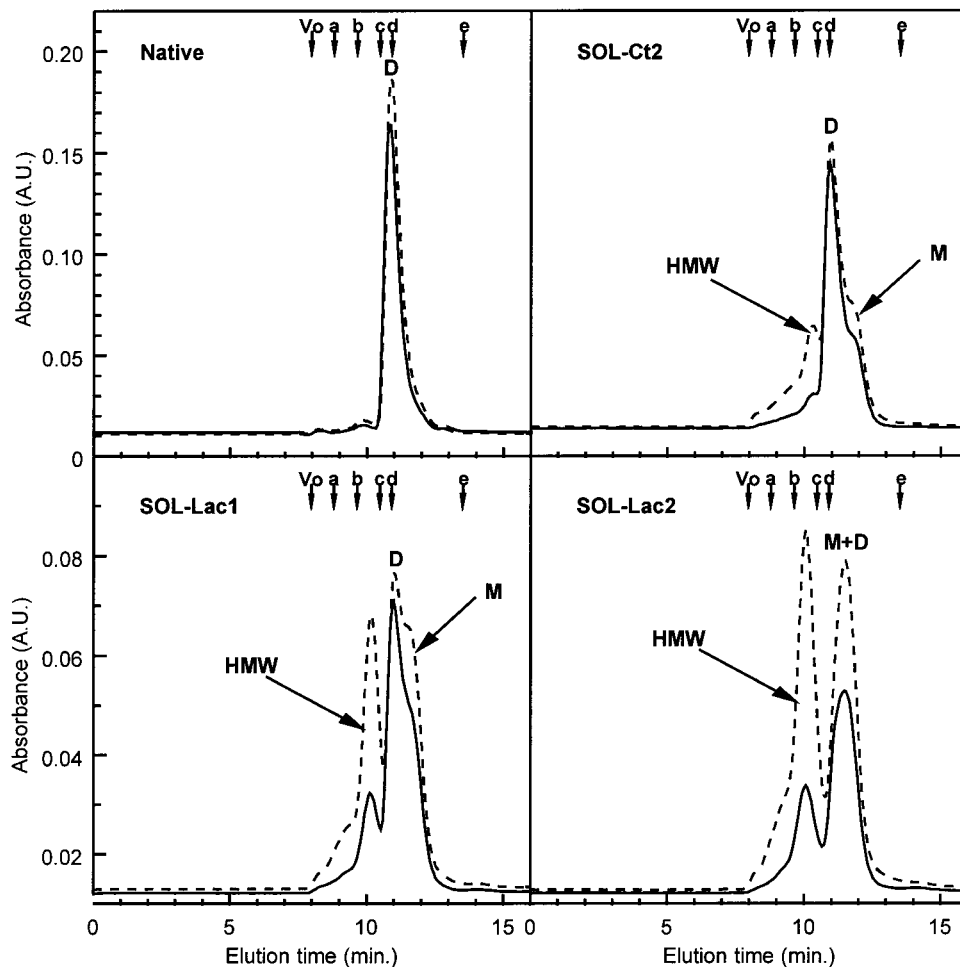 Vo a b c d e
Native
D
0.20
0.15
0.10
0.05
0
Absorbance (A.U.)
Vo a b c d e
SOL-Ct2
D
HMW
M
Vo a b c d e
SOL-Lac1
D
M
HMW
0.08
0.06
0.04
0.02
Absorbance (A.U.)
0 5 10 15
Elution time (min.)
Vo a b c d e
SOL-Lac2
M+D
HMW
0 5 10 15
Elution time (min.)